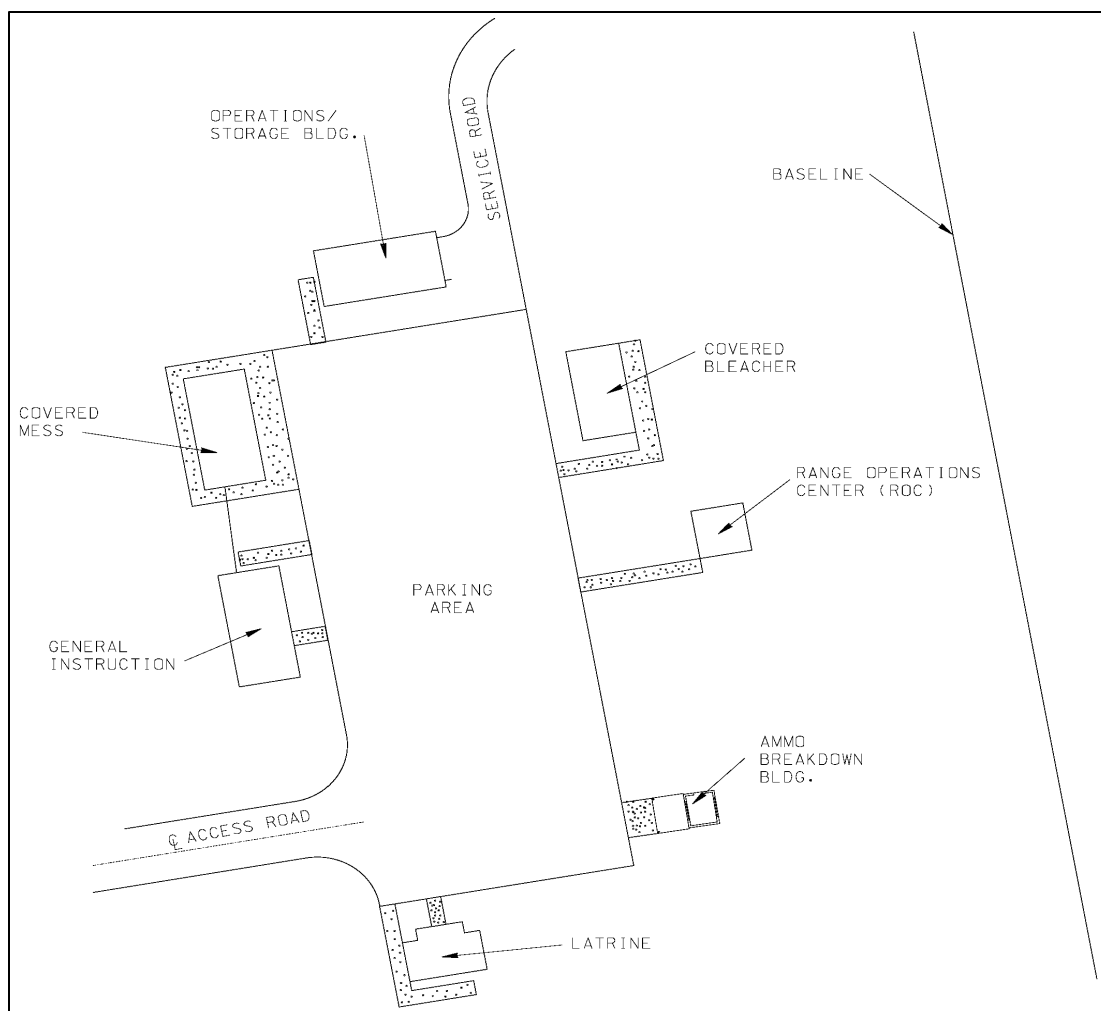 OPERATIONS/
STORAGE BLDG.
SERVICE ROAD
BASELINE
COVERED
BLEACHER
COVERED
MESS
RANGE OPERATIONS
CENTER (ROC)
PARKING
AREA
GENERAL
INSTRUCTION
AMMO
BREAKDOWN
BLDG.
℄ ACCESS ROAD
LATRINE